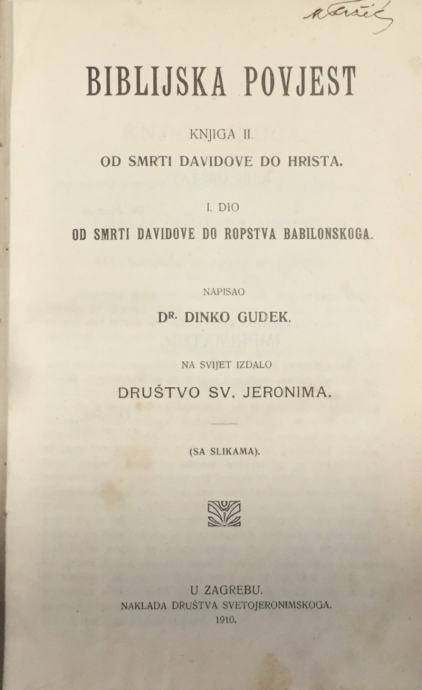 BIBLIJSKA POVJEST
KNJIGA II.
OD SMRTI DAVIDOVE DO HRISTA.
I. DIO
OD SMRTI DAVIDOVE DO ROPSTVA BABILONSKOGA.
NAPISAO
DR. DINKO GUDEK.
NA SVIJET IZDALO
DRUŠTVO SV. JERONIMA.
(SA SLIKAMA).
U ZAGREBU.
NAKLADA DRUŠTVA SVETOJERONIMSKOGA.
1910.